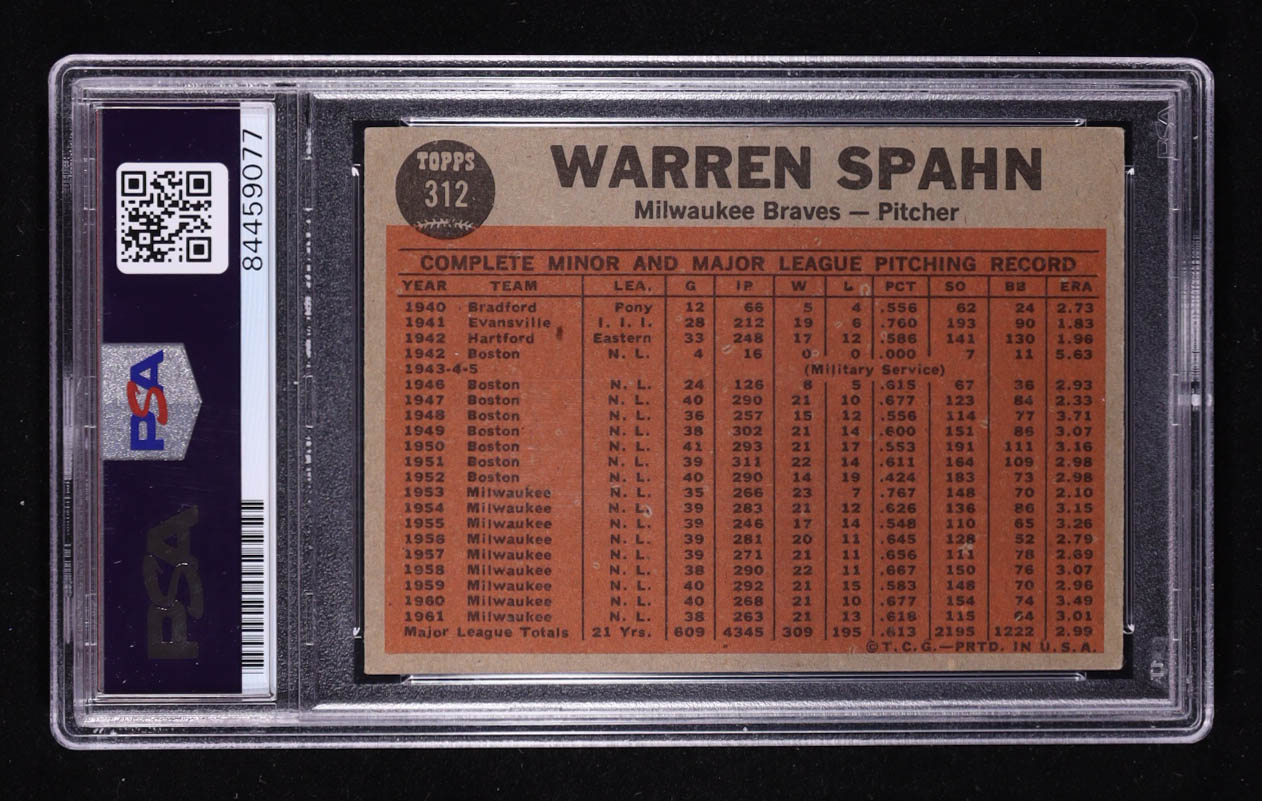 84459077
PSA
PSA
TOPPS
312
WARREN SPAHN
Milwaukee Braves — Pitcher
COMPLETE MINOR AND MAJOR LEAGUE PITCHING RECORD
YEAR TEAM LEA. G IP W L PCT SO BB ERA
1940 Bradford Pony 12 66 5 4 .556 62 24 2.73
1941 Evansville I. I. I. 28 212 19 6 .760 193 90 1.83
1942 Hartford Eastern 33 248 17 12 .586 141 130 1.96
1942 Boston N. L. 4 16 0 0 .000 7 11 5.63
1943-4-5 (Military Service)
1946 Boston N. L. 24 126 8 5 .615 67 36 2.93
1947 Boston N. L. 40 290 21 10 .677 123 84 2.33
1948 Boston N. L. 36 257 15 12 .556 114 77 3.71
1949 Boston N. L. 38 302 21 14 .600 151 86 3.07
1950 Boston N. L. 41 293 21 17 .553 191 111 3.16
1951 Boston N. L. 39 311 22 14 .611 164 109 2.98
1952 Boston N. L. 40 290 14 19 .424 183 73 2.98
1953 Milwaukee N. L. 35 266 23 7 .767 148 70 2.10
1954 Milwaukee N. L. 39 283 21 12 .626 136 86 3.15
1955 Milwaukee N. L. 39 246 17 14 .548 110 65 3.26
1956 Milwaukee N. L. 39 281 20 11 .645 128 52 2.79
1957 Milwaukee N. L. 39 271 21 11 .656 78 2.69
1958 Milwaukee N. L. 38 290 22 11 .667 150 76 3.07
1959 Milwaukee N. L. 40 292 21 15 .583 148 70 2.96
1960 Milwaukee N. L. 40 268 21 10 .677 154 74 3.49
1961 Milwaukee N. L. 38 263 21 13 .618 115 64 3.01
Major League Totals 21 Yrs. 609 4345 309 195 .613 2195 1222 2.99
© T.C.G.—PRTD. IN U.S.A.
PSA